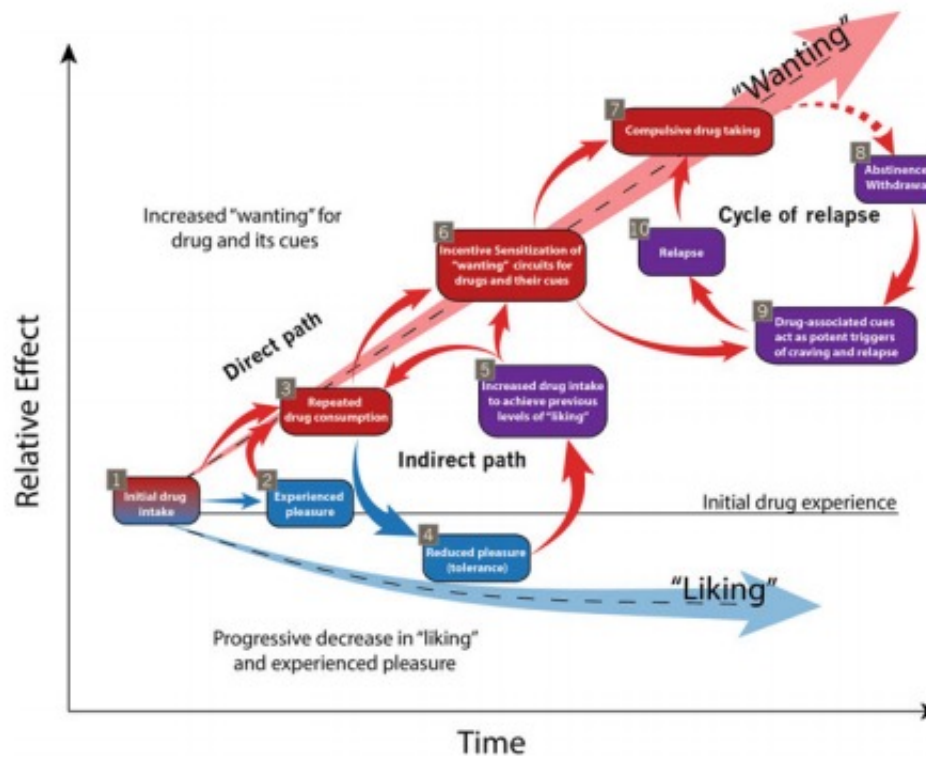 "Wanting"
7
Compulsive drug taking
8
Abstinence
Withdrawa
Increased "wanting" for
drug and its cues
6
Incentive Sensitization of
"wanting" circuits for
drugs and their cues
Cycle of relapse
10
Relapse
9
Drug-associated cues
act as potent triggers
of craving and relapse
Direct path
3
Repeated
drug consumption
5
Increased drug intake
to achieve previous
levels of "liking"
Indirect path
1
Initial drug
intake
2
Experienced
pleasure
Initial drug experience
4
Reduced pleasure
(tolerance)
"Liking"
Progressive decrease in "liking"
and experienced pleasure
Relative Effect
Time